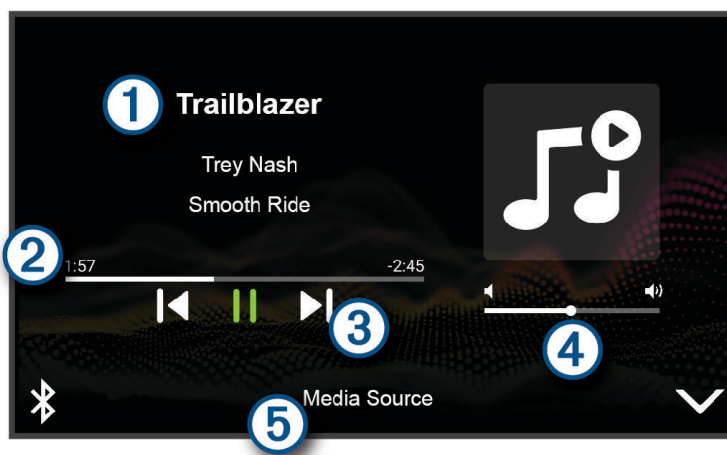 1 Trailblazer
Trey Nash
Smooth Ride
2 1:57 -2:45
3
4
5 Media Source